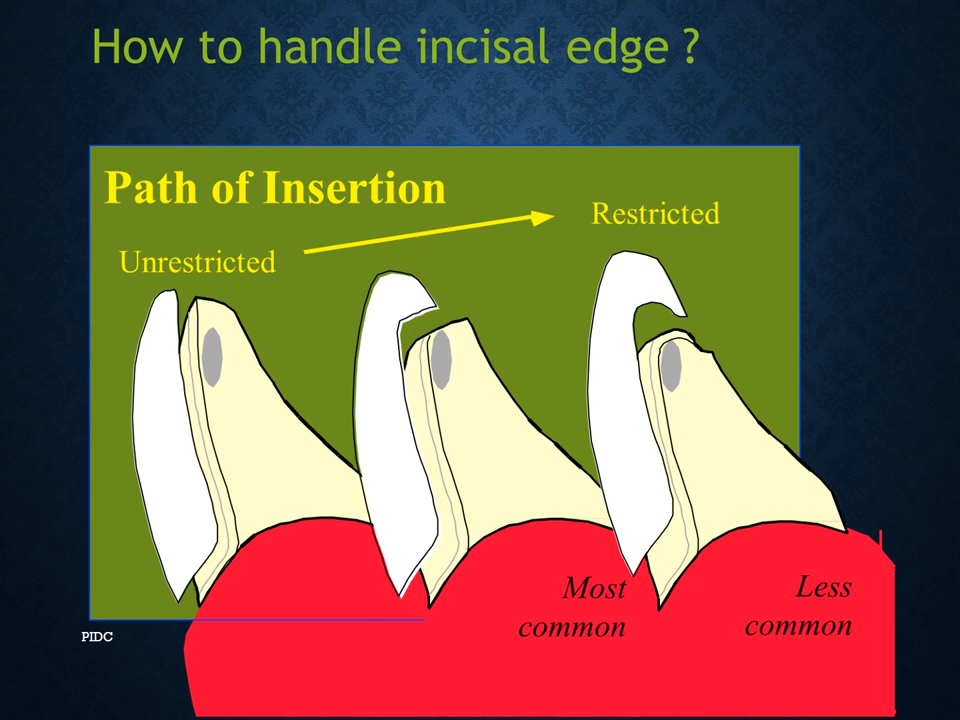 How to handle incisal edge ?
Path of Insertion
Restricted
Unrestricted
Most
common
Less
common
PIDC